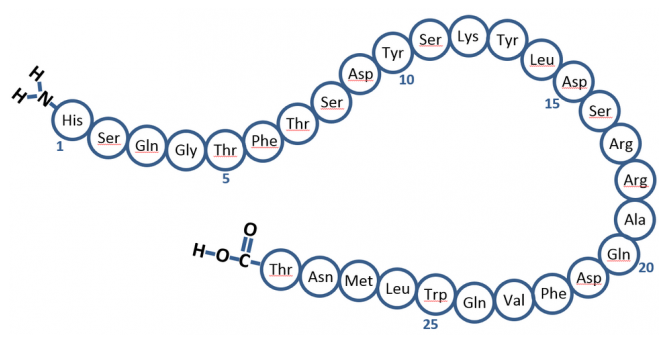 H
H-N
His
Ser
Gln
Gly
Thr
Phe
Thr
Ser
Asp
Tyr
Ser
Lys
Tyr
Leu
Asp
Ser
Arg
Arg
Ala
Gln
Asp
Phe
Val
Gln
Trp
Leu
Met
Asn
Thr
1
5
10
15
20
25
O
H-O-C